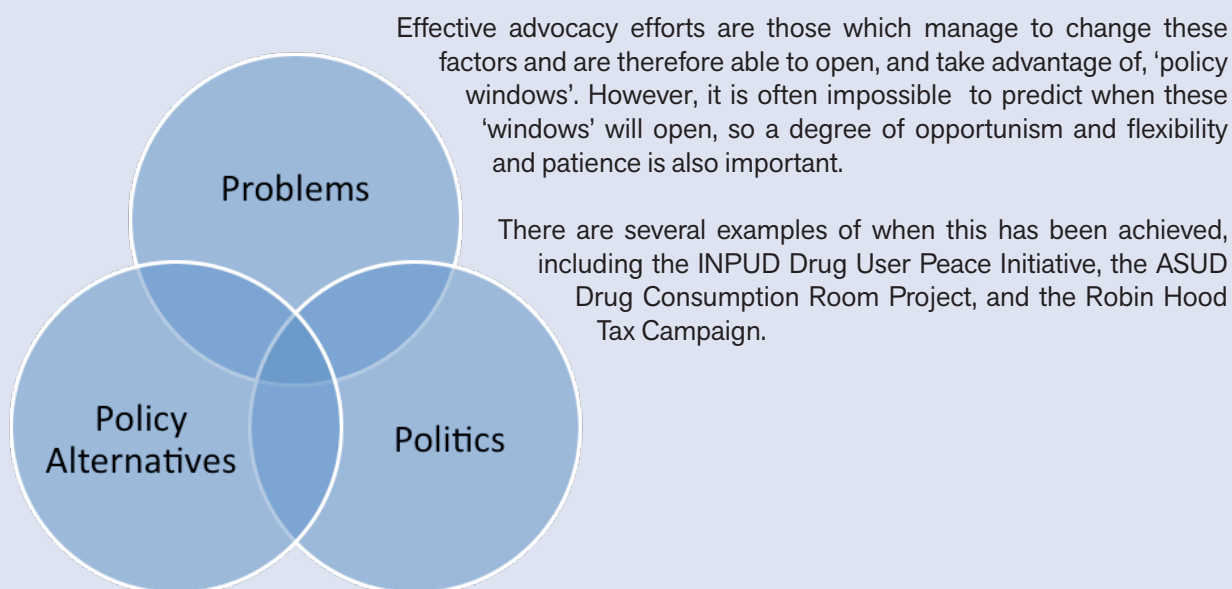 Effective advocacy efforts are those which manage to change these
factors and are therefore able to open, and take advantage of, ‘policy
windows’. However, it is often impossible to predict when these
‘windows’ will open, so a degree of opportunism and flexibility
and patience is also important.
There are several examples of when this has been achieved,
including the INPUD Drug User Peace Initiative, the ASUD
Drug Consumption Room Project, and the Robin Hood
Tax Campaign.
Problems
Policy
Alternatives
Politics